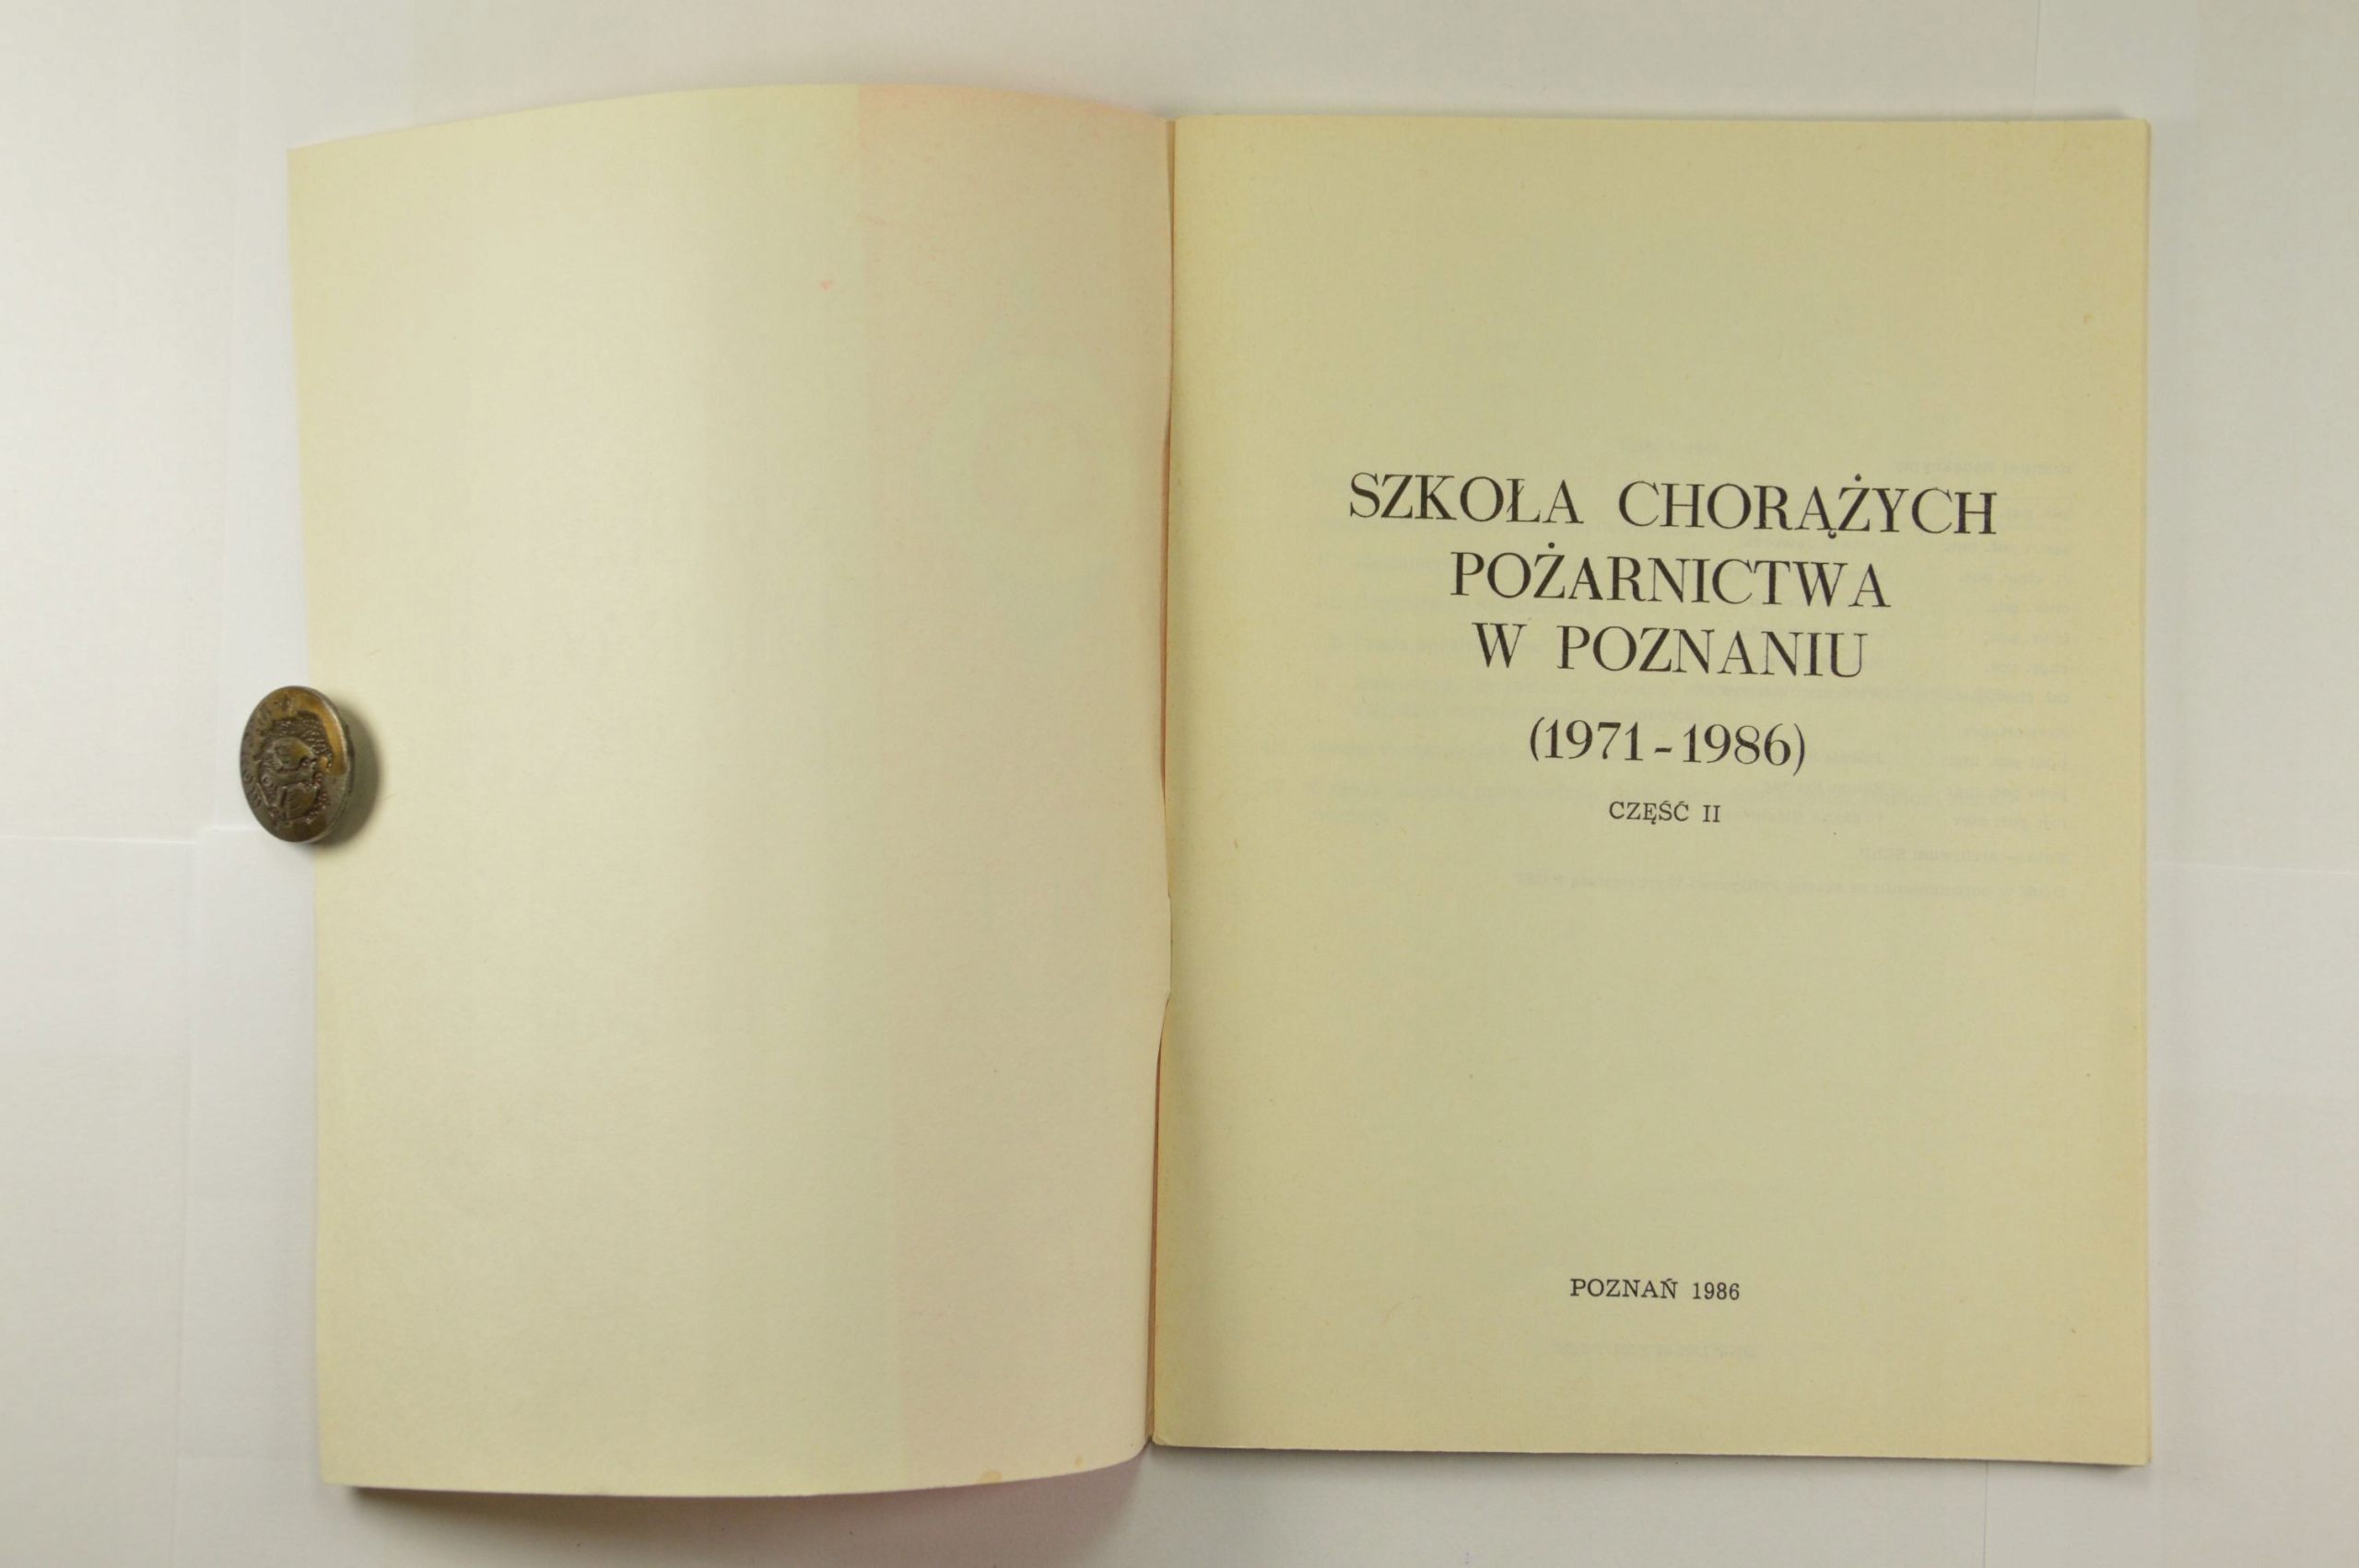 SZKOŁA CHORĄŻYCH
POŻARNICTWA
W POZNANIU
(1971-1986)
CZĘŚĆ II
POZNAŃ 1986